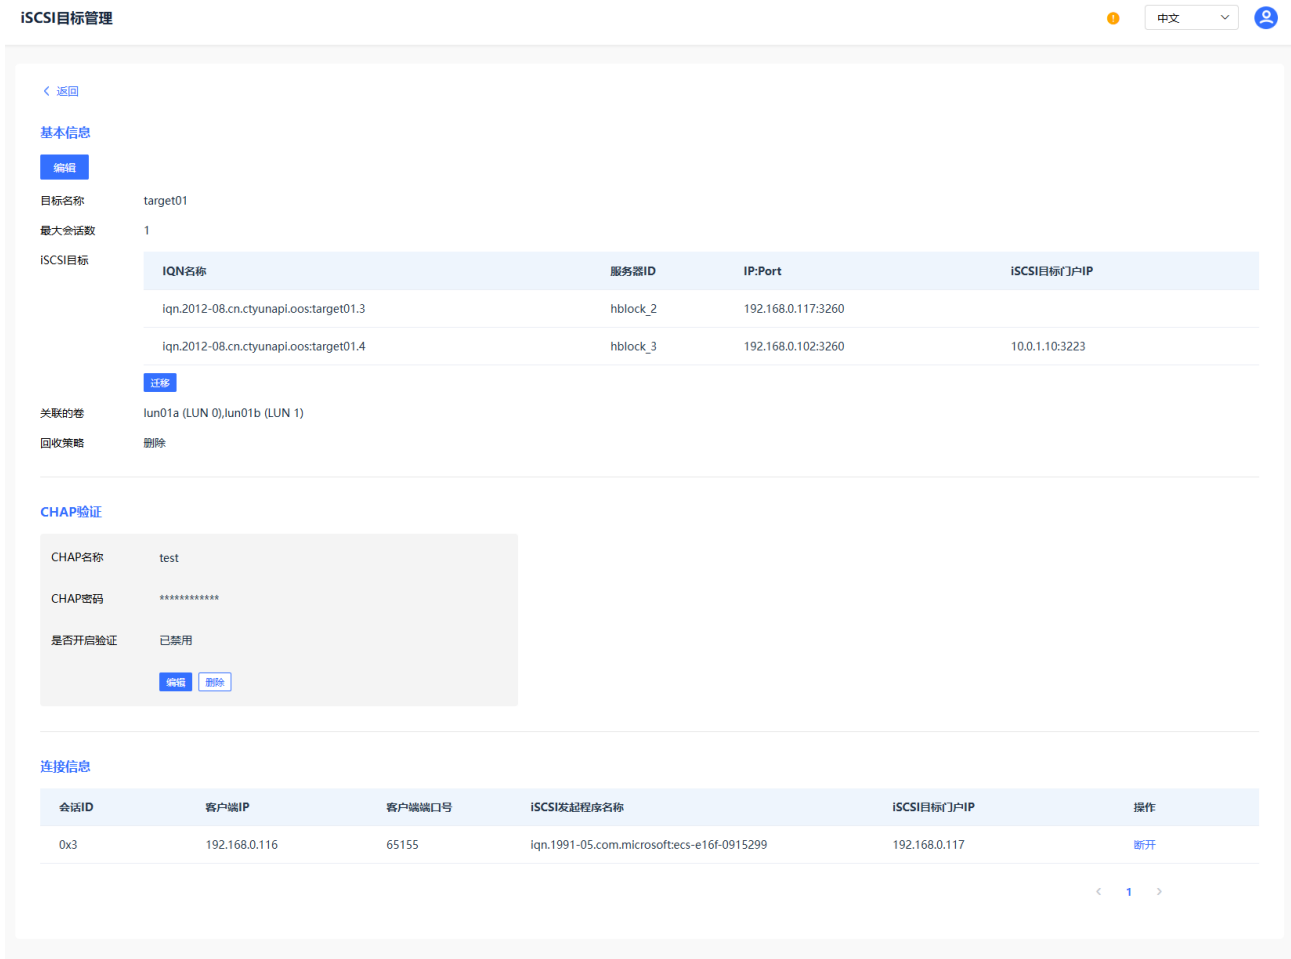 iSCSI目标管理
中文
返回
基本信息
编辑
目标名称 target01
最大会话数 1
iSCSI目标
IQN名称 服务器ID IP:Port iSCSI目标门户IP
iqn.2012-08.cn.ctyunapi.oos:target01.3 hblock_2 192.168.0.117:3260
iqn.2012-08.cn.ctyunapi.oos:target01.4 hblock_3 192.168.0.102:3260 10.0.1.10:3223
迁移
关联的卷 lun01a (LUN 0),lun01b (LUN 1)
回收策略 删除
CHAP验证
CHAP名称 test
CHAP密码 ************
是否开启验证 已禁用
编辑 删除
连接信息
会话ID 客户端IP 客户端端口号 iSCSI发起程序名称 iSCSI目标门户IP 操作
0x3 192.168.0.116 65155 iqn.1991-05.com.microsoft:ecs-e16f-0915299 192.168.0.117 断开
1